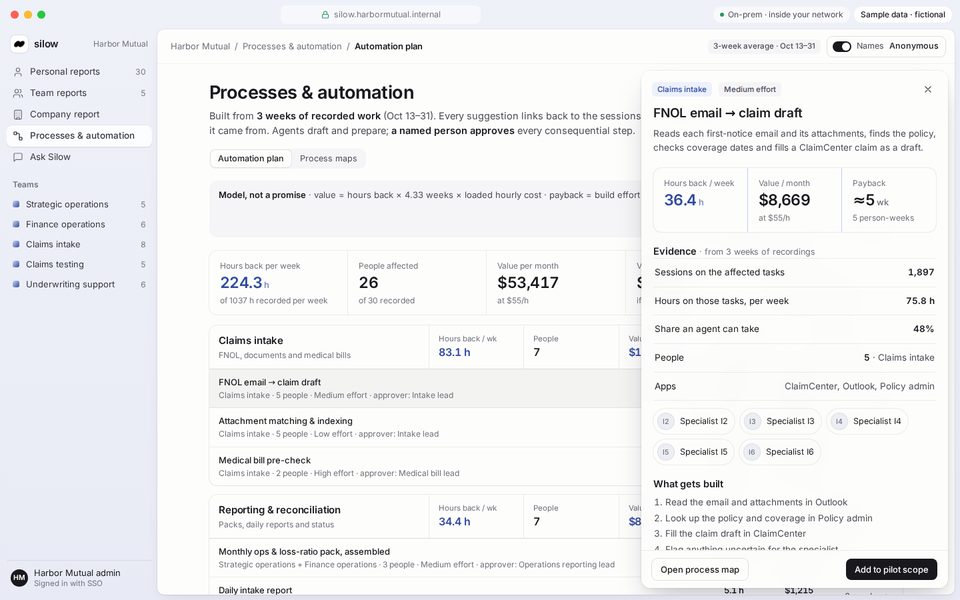 silow.harbormutual.internal
On-prem · inside your network
Sample data · fictional
silow
Harbor Mutual
Personal reports 30
Team reports 5
Company report
Processes & automation
Ask Silow
Teams
Strategic operations 5
Finance operations 6
Claims intake 8
Claims testing 5
Underwriting support 6
HM
Harbor Mutual admin
Signed in with SSO
Harbor Mutual / Processes & automation / Automation plan
3-week average · Oct 13–31
Names Anonymous
Processes & automation
Built from 3 weeks of recorded work (Oct 13–31). Every suggestion links back to the sessions
it came from. Agents draft and prepare; a named person approves every consequential step.
Automation plan
Process maps
Model, not a promise · value = hours back × 4.33 weeks × loaded hourly cost · payback = build effort
Hours back per week
224.3 h
of 1037 h recorded per week
People affected
26
of 30 recorded
Value per month
$53,417
at $55/h
Claims intake
FNOL, documents and medical bills
Hours back / wk
83.1 h
People
7
FNOL email → claim draft
Claims intake · 5 people · Medium effort · approver: Intake lead
Attachment matching & indexing
Claims intake · 5 people · Low effort · approver: Intake lead
Medical bill pre-check
Claims intake · 2 people · High effort · approver: Medical bill lead
Reporting & reconciliation
Packs, daily reports and status
Hours back / wk
34.4 h
People
7
Monthly ops & loss-ratio pack, assembled
Strategic operations + Finance operations · 3 people · Medium effort · approver: Operations reporting lead
Daily intake report
5.1 h
$1,215
Claims intake
Medium effort
FNOL email → claim draft
Reads each first-notice email and its attachments, finds the policy,
checks coverage dates and fills a ClaimCenter claim as a draft.
Hours back / week
36.4 h
Value / month
$8,669
at $55/h
Payback
≈5 wk
5 person-weeks
Evidence · from 3 weeks of recordings
Sessions on the affected tasks 1,897
Hours on those tasks, per week 75.8 h
Share an agent can take 48%
People 5 · Claims intake
Apps ClaimCenter, Outlook, Policy admin
I2 Specialist I2
I3 Specialist I3
I4 Specialist I4
I5 Specialist I5
I6 Specialist I6
What gets built
1. Read the email and attachments in Outlook
2. Look up the policy and coverage in Policy admin
3. Fill the claim draft in ClaimCenter
4. Flag anything uncertain for the specialist
Open process map
Add to pilot scope